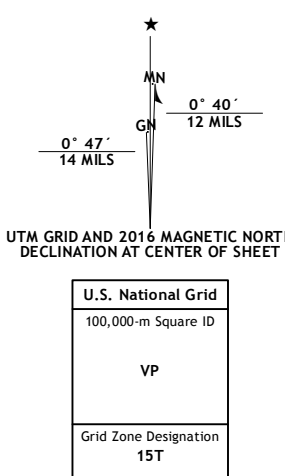 ★
MN
0° 40´
12 MILS
GN
0° 47´
14 MILS
UTM GRID AND 2016 MAGNETIC NORT
DECLINATION AT CENTER OF SHEET
U.S. National Grid
100,000-m Square ID
VP
Grid Zone Designation
15T